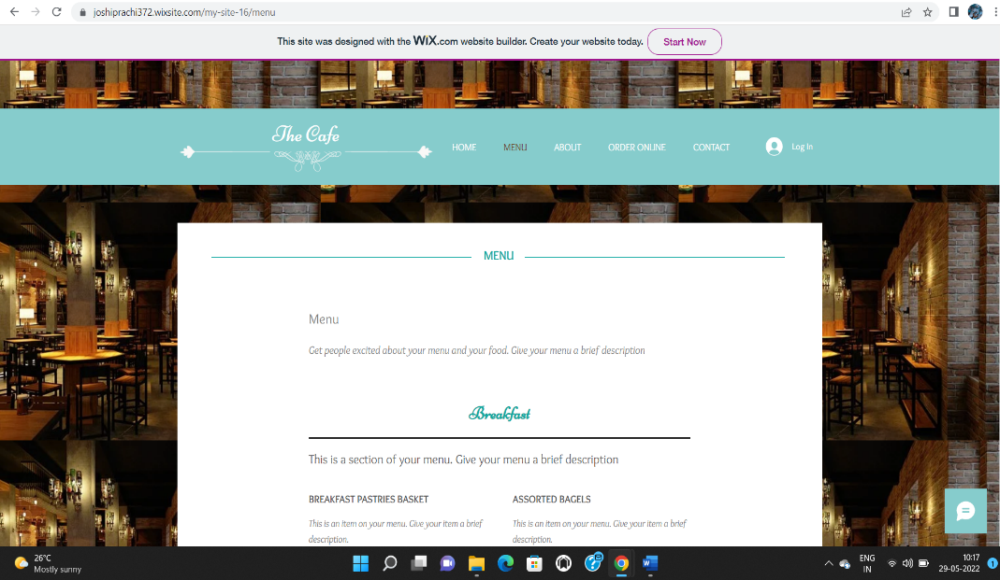 joshiprachi372.wixsite.com/my-site-16/menu
This site was designed with the WiX.com website builder. Create your website today. Start Now
The Cafe
HOME MENU ABOUT ORDER ONLINE CONTACT Log In
MENU
Menu
Get people excited about your menu and your food. Give your menu a brief description
Breakfast
This is a section of your menu. Give your menu a brief description
BREAKFAST PASTRIES BASKET ASSORTED BAGELS
This is an item on your menu. Give your item a brief This is an item on your menu. Give your item a brief
description. description.
26°C ENG 10:17
Mostly sunny IN 29-05-2022 1